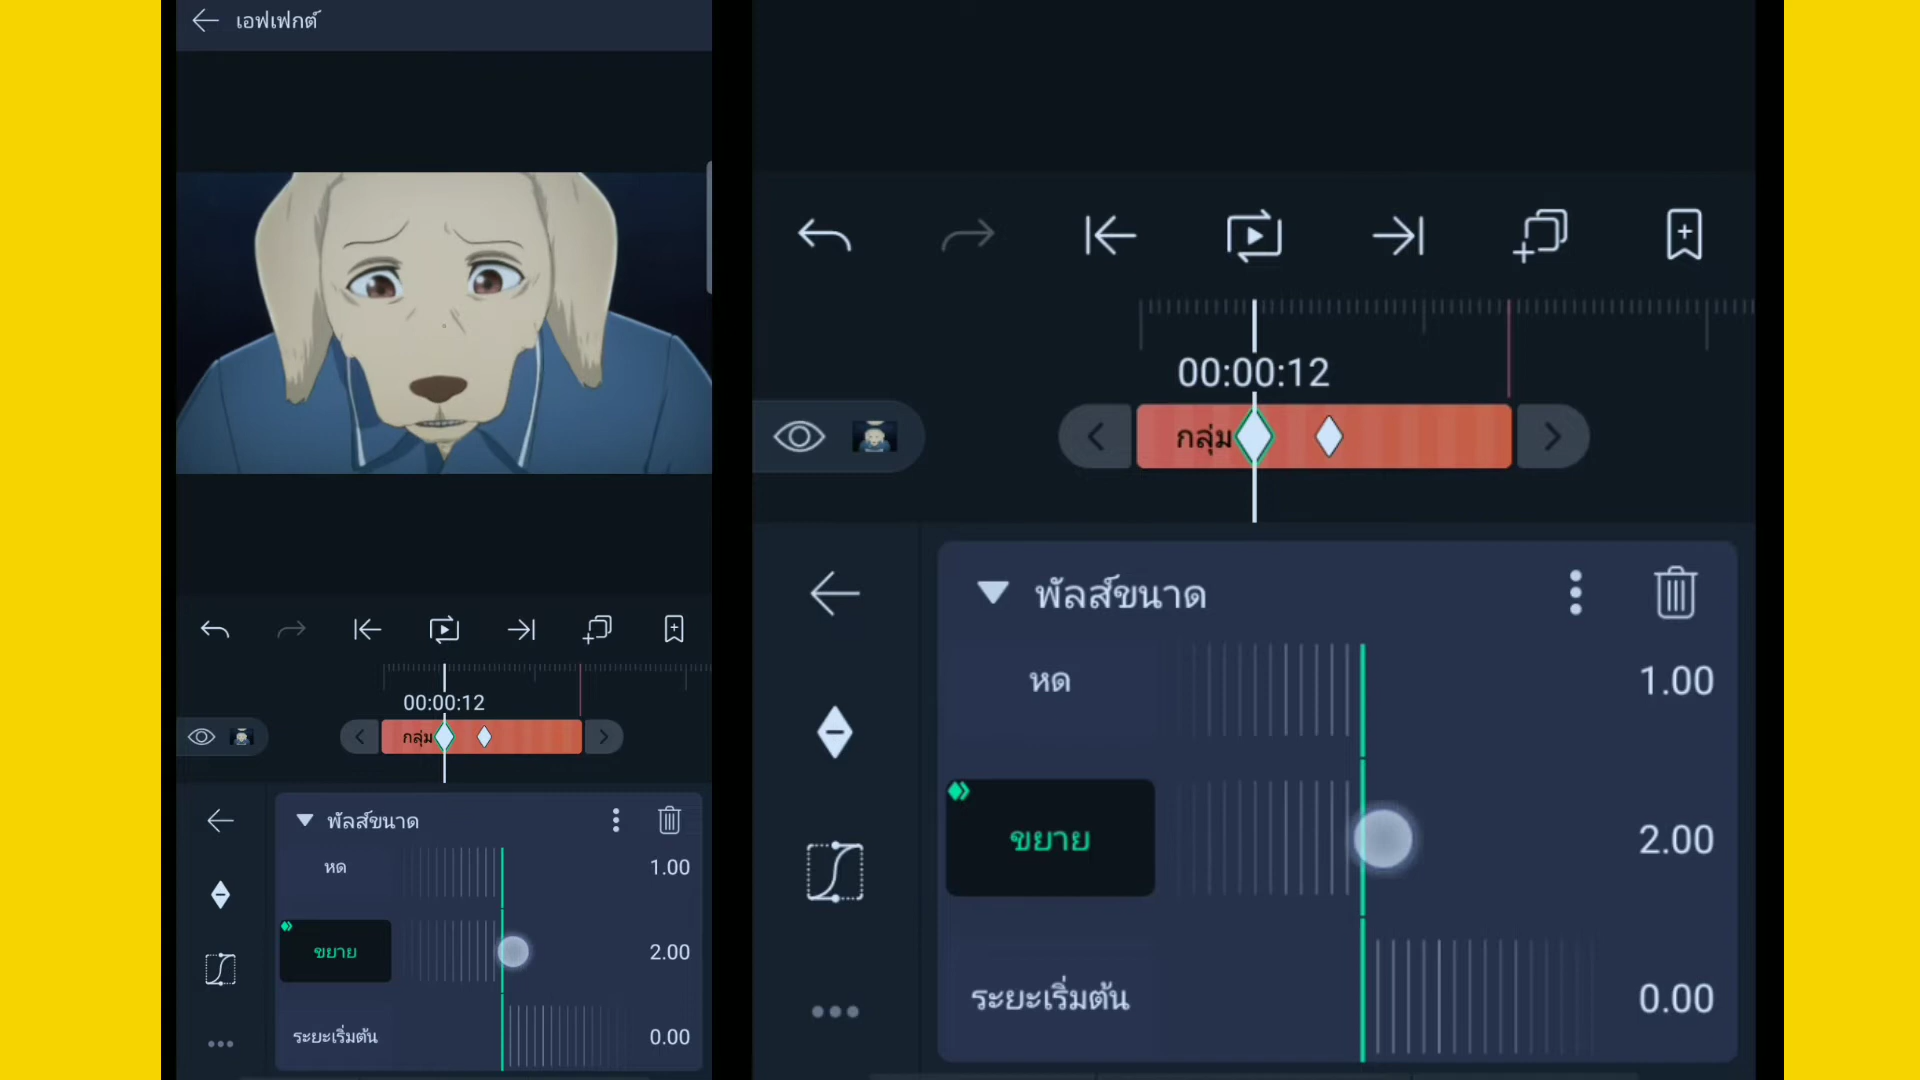 เอฟเฟกต์
00:00:12
กลุ่ม
พัลส์ขนาด
หด 1.00
ขยาย 2.00
ระยะเริ่มต้น 0.00
00:00:12
กลุ่ม
พัลส์ขนาด
หด 1.00
ขยาย 2.00
ระยะเริ่มต้น 0.00